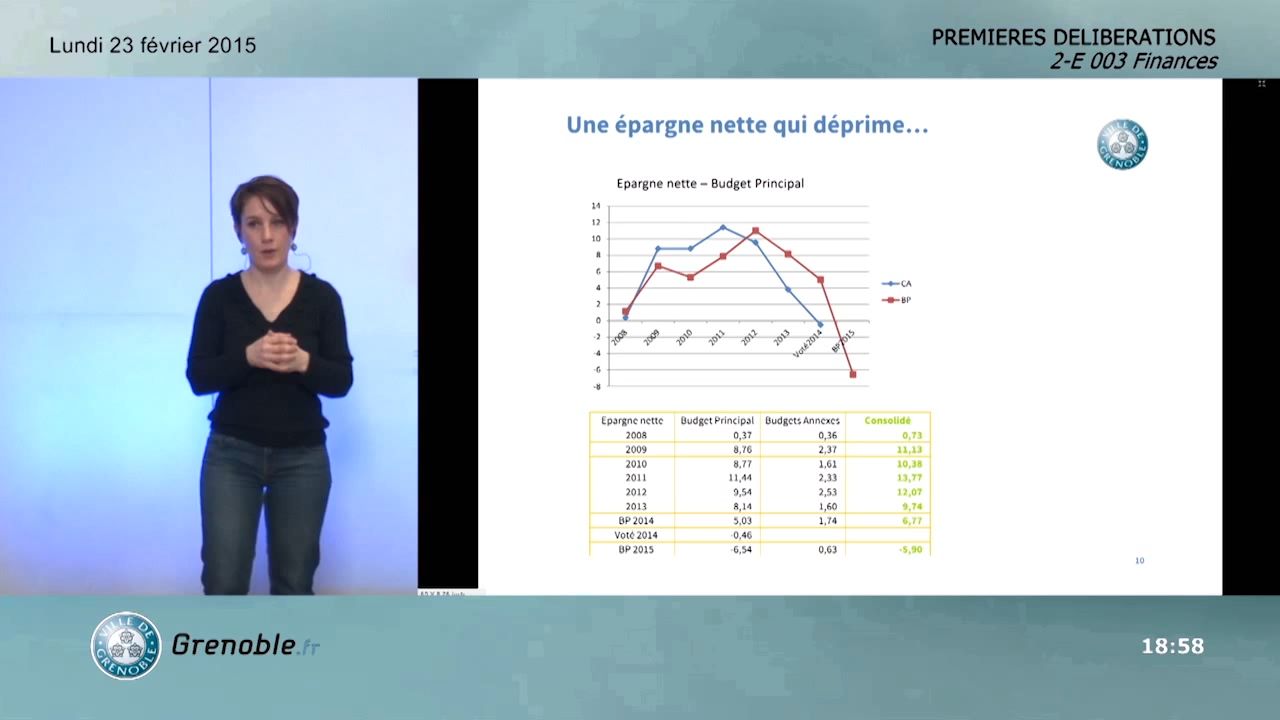 Lundi 23 février 2015
PREMIERES DELIBERATIONS
2-E 003 Finances
Une épargne nette qui déprime...
VILLE DE GRENOBLE
Epargne nette – Budget Principal
14
12
10
8
6
4
2
0
-2
-4
-6
-8
2008
2009
2010
2011
2012
2013
Voté 2014
BP 2015
CA
BP
Epargne nette Budget Principal Budgets Annexes Consolidé
2008 0,37 0,36 0,73
2009 8,76 2,37 11,13
2010 8,77 1,61 10,38
2011 11,44 2,33 13,77
2012 9,54 2,53 12,07
2013 8,14 1,60 9,74
BP 2014 5,03 1,74 6,77
Voté 2014 -0,46
BP 2015 -6,54 0,63 -5,90
10
VILLE DE GRENOBLE
Grenoble.fr
18:58